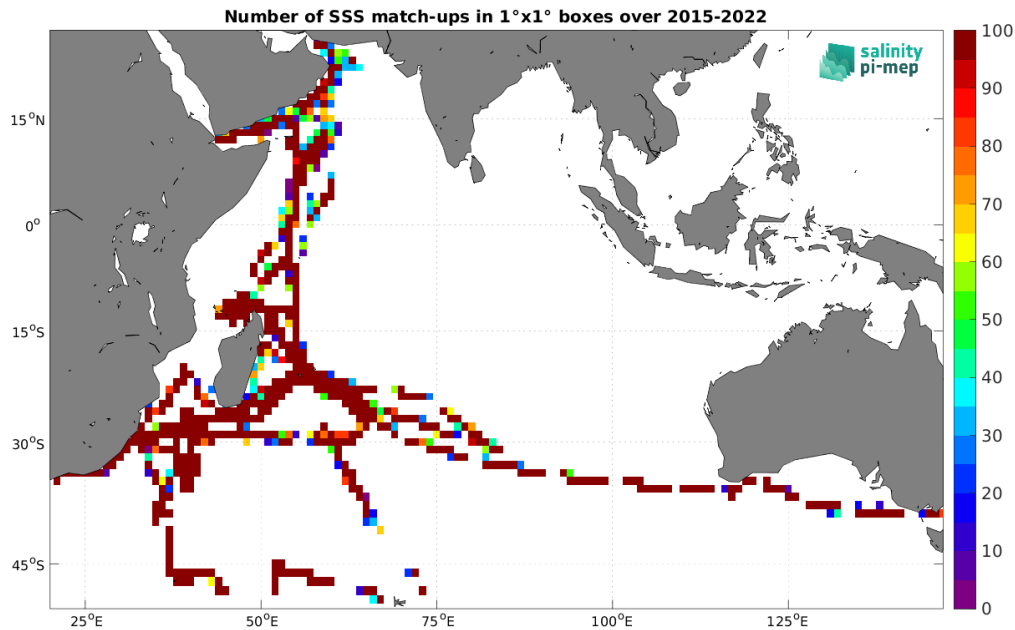 Number of SSS match-ups in 1°x1° boxes over 2015-2022
salinity
pi-mep
100
90
80
70
60
50
40
30
20
10
0
15°N
0°
15°S
30°S
45°S
25°E
50°E
75°E
100°E
125°E